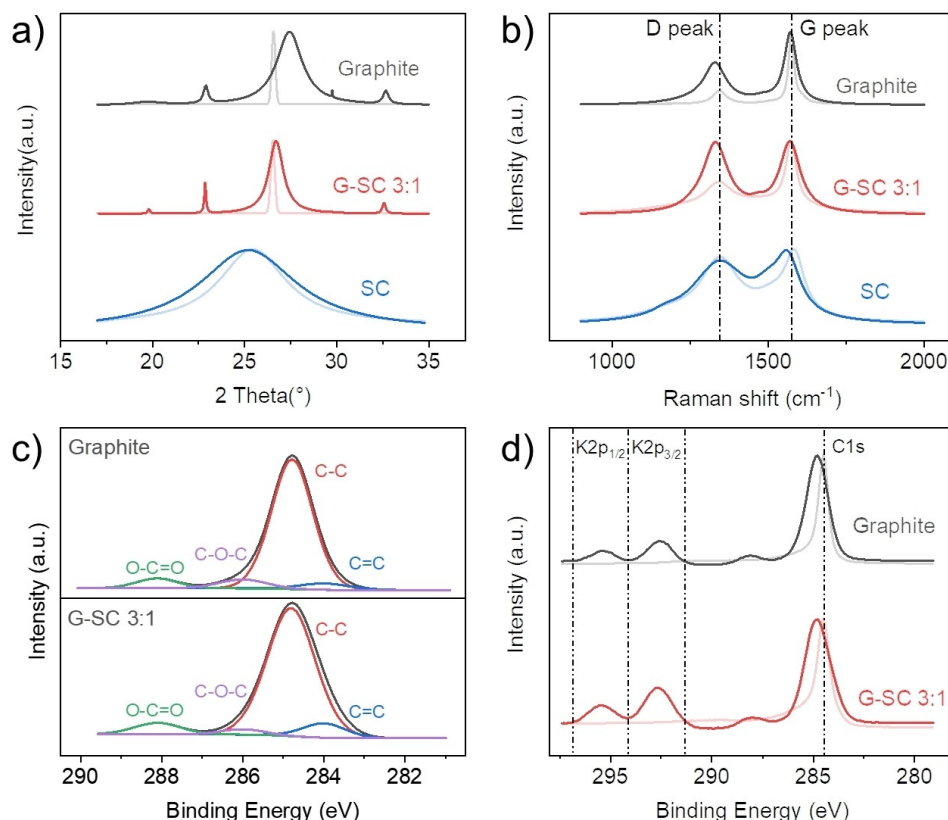 a)
Graphite
G-SC 3:1
SC
Intensity(a.u.)
15 20 25 30 35
2 Theta(°)
b)
D peak G peak
Graphite
G-SC 3:1
SC
Intensity (a.u.)
1000 1500 2000
Raman shift (cm-1)
c)
Graphite
C-C
C-O-C
O-C=O
C=C
G-SC 3:1
C-C
C-O-C
O-C=O
C=C
Intensity (a.u.)
290 288 286 284 282
Binding Energy (eV)
d)
K2p1/2 K2p3/2 C1s
Graphite
G-SC 3:1
Intensity (a.u.)
295 290 285 280
Binding Energy (eV)